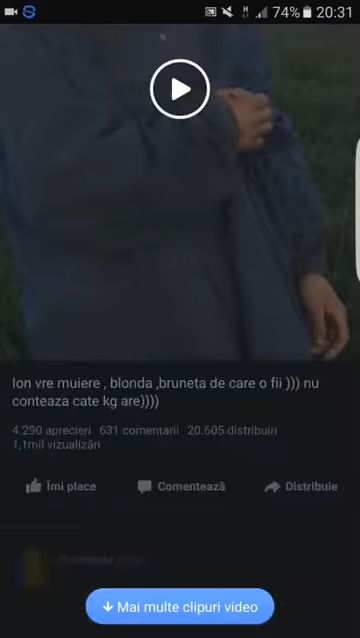 H 74% 20:31
Ion vre muiere , blonda ,bruneta de care o fii ))) nu
conteaza cate kg are))))
4.290 aprecieri 631 comentarii 20.605 distribuiri
1,1mil vizualizări
Îmi place Comentează Distribuie
Mai multe clipuri video